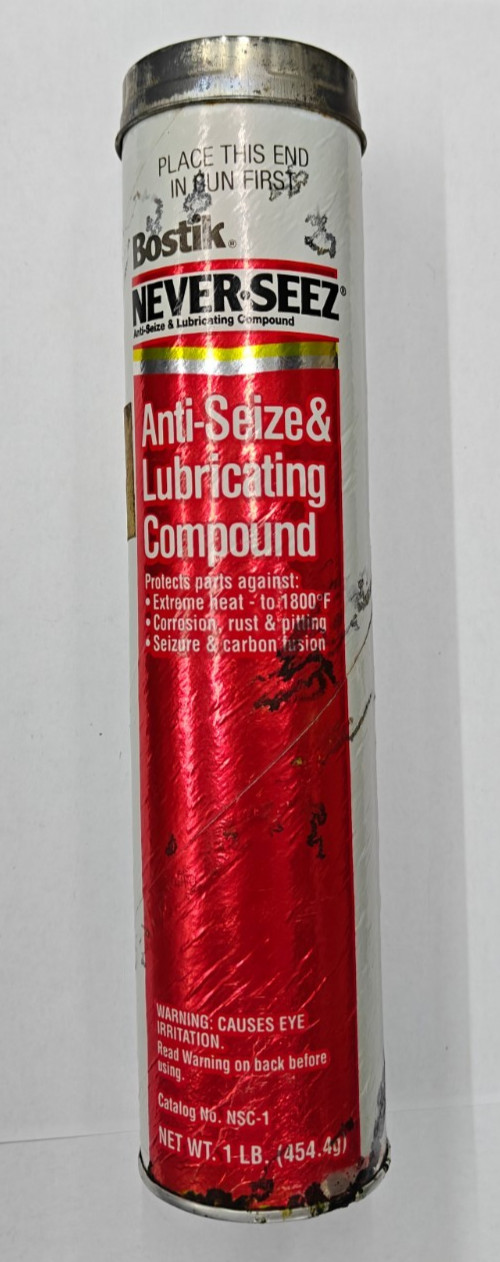 PLACE THIS END
IN GUN FIRST
Bostik®
NEVER•SEEZ®
Anti-Seize & Lubricating Compound
Anti-Seize &
Lubricating
Compound
Protects parts against:
• Extreme heat - to 1800°F
• Corrosion, rust & pitting
• Seizure & carbon fusion
WARNING: CAUSES EYE
IRRITATION.
Read Warning on back before
using.
Catalog No. NSC-1
NET WT. 1 LB. (454.4g)